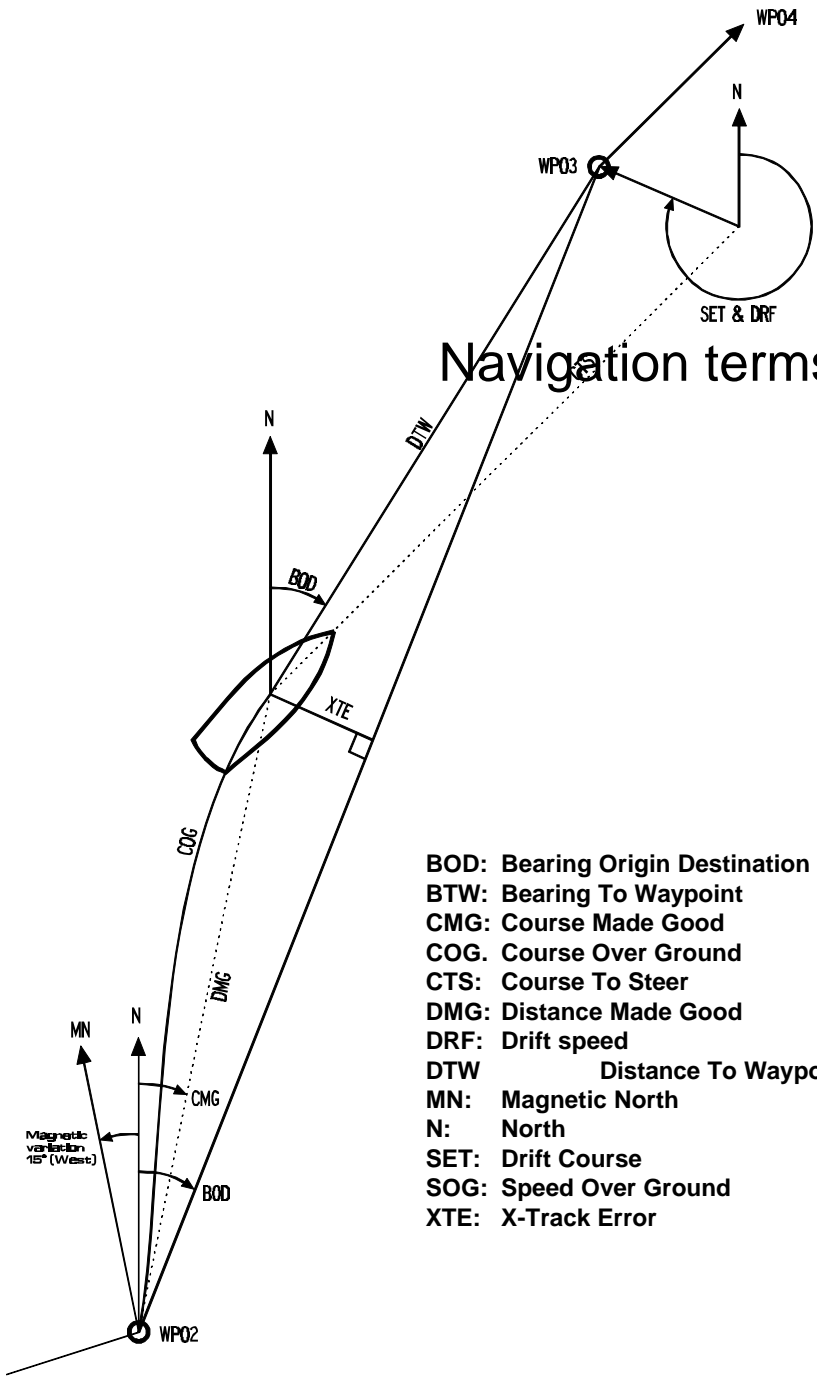 WP04
N
WP03
SET & DRF
Navigation terms
DTW
N
BOD
XTE
COG
DMG
MN
N
CMG
Magnetic
variation
15° (West)
BOD
WP02
BOD: Bearing Origin Destination
BTW: Bearing To Waypoint
CMG: Course Made Good
COG. Course Over Ground
CTS: Course To Steer
DMG: Distance Made Good
DRF: Drift speed
DTW Distance To Waypo
MN: Magnetic North
N: North
SET: Drift Course
SOG: Speed Over Ground
XTE: X-Track Error